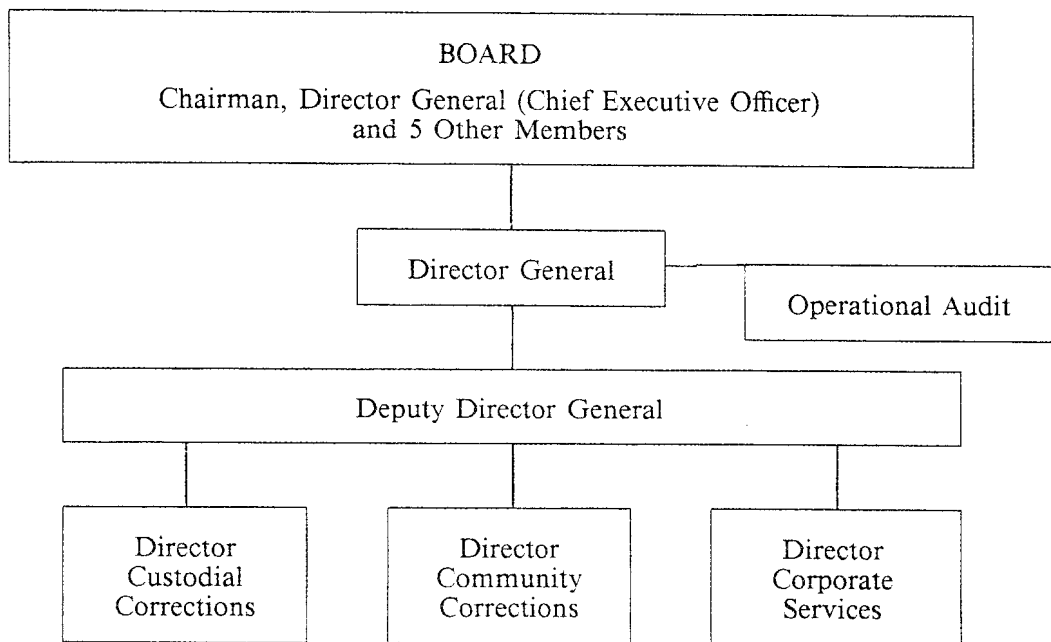 BOARD
Chairman, Director General (Chief Executive Officer)
and 5 Other Members
Director General
Operational Audit
Deputy Director General
Director
Custodial
Corrections
Director
Community
Corrections
Director
Corporate
Services